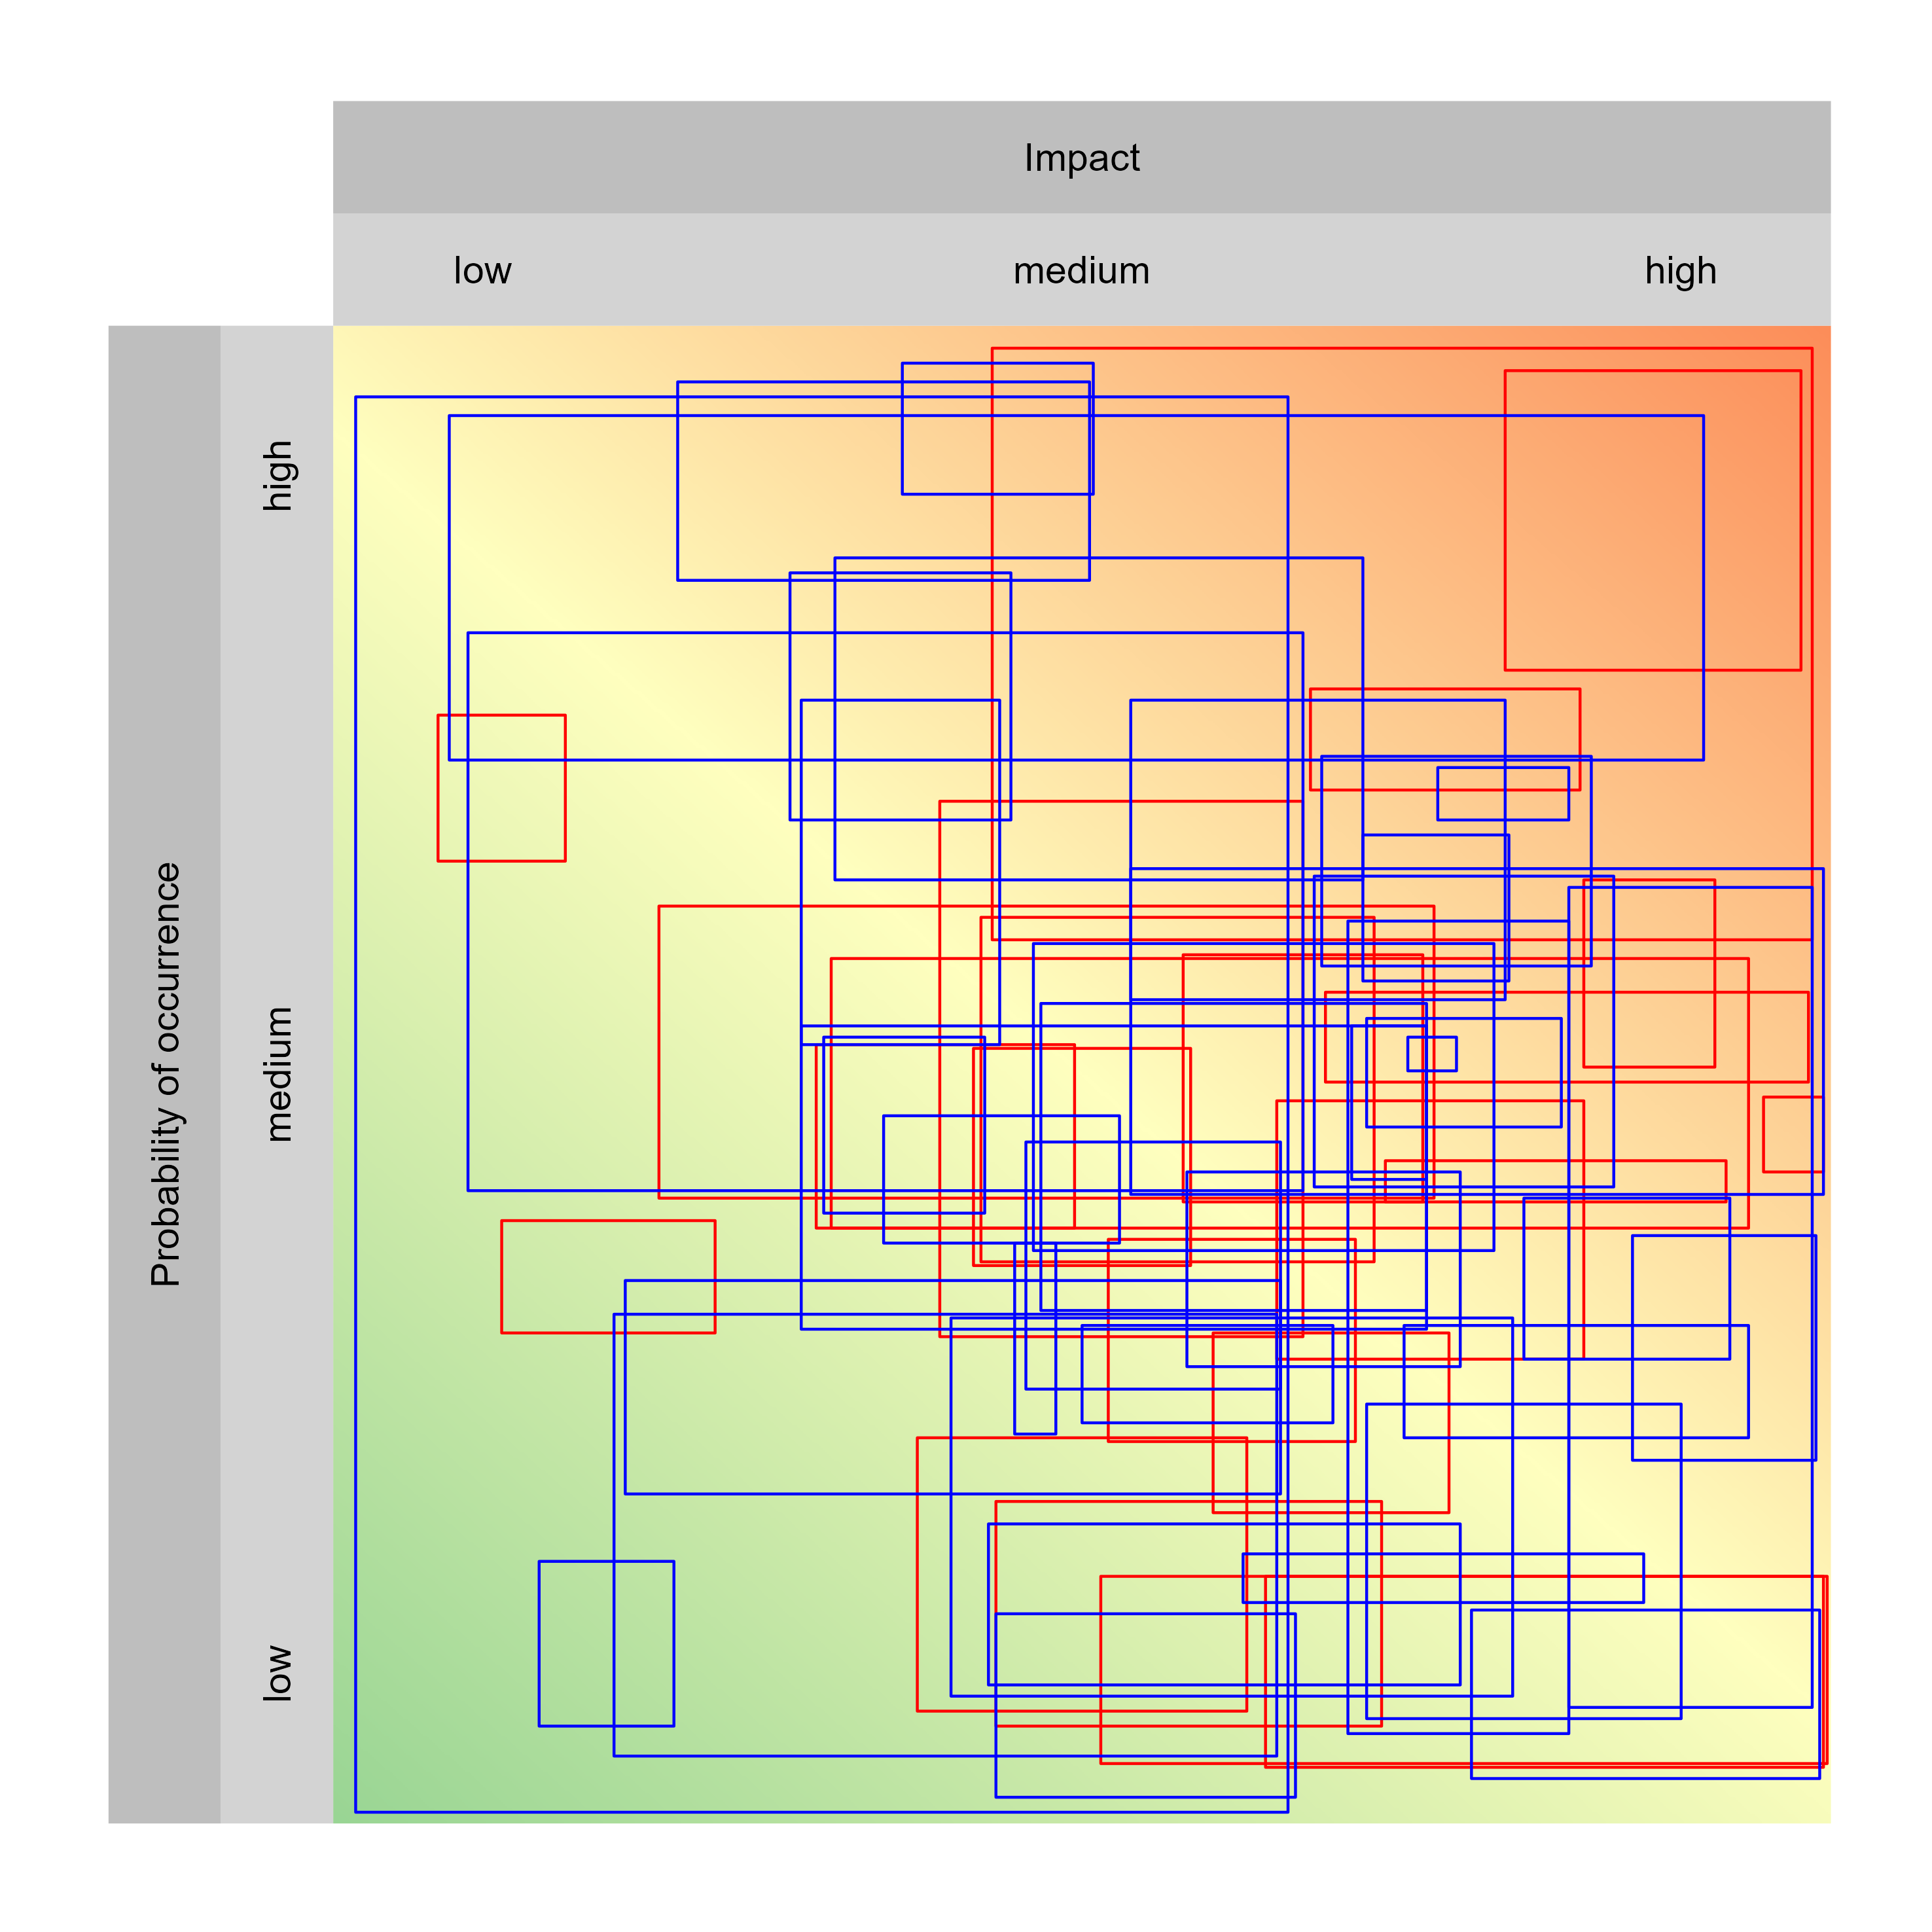 Impact
low medium high
Probability of occurrence
high
medium
low